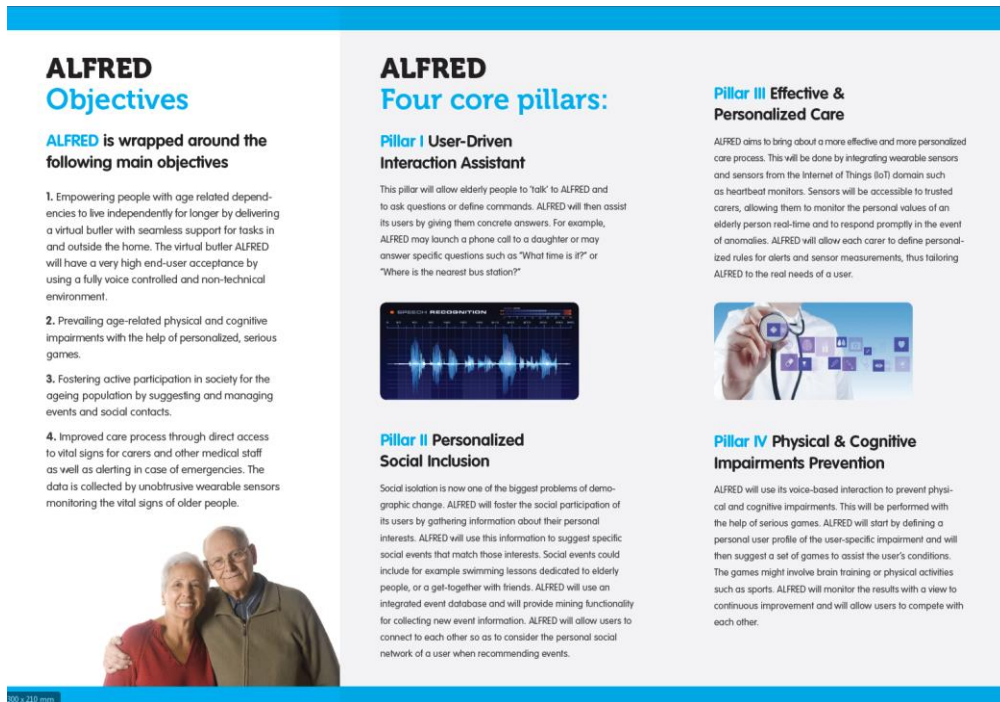 ALFRED
Objectives
ALFRED is wrapped around the
following main objectives
1. Empowering people with age related depend-
encies to live independently for longer by delivering
a virtual butler with seamless support for tasks in
and outside the home. The virtual butler ALFRED
will have a very high end-user acceptance by
using a fully voice controlled and non-technical
environment.
2. Prevailing age-related physical and cognitive
impairments with the help of personalized, serious
games.
3. Fostering active participation in society for the
ageing population by suggesting and managing
events and social contacts.
4. Improved care process through direct access
to vital signs for carers and other medical staff
as well as alerting in case of emergencies. The
data is collected by unobtrusive wearable sensors
monitoring the vital signs of older people.
300 x 210 mm
ALFRED
Four core pillars:
Pillar I User-Driven
Interaction Assistant
This pillar will allow elderly people to 'talk' to ALFRED and
to ask questions or define commands. ALFRED will then assist
its users by giving them concrete answers. For example,
ALFRED may launch a phone call to a daughter or may
answer specific questions such as "What time is it?" or
"Where is the nearest bus station?"
SPEECH RECOGNITION
Pillar II Personalized
Social Inclusion
Social isolation is now one of the biggest problems of demo-
graphic change. ALFRED will foster the social participation of
its users by gathering information about their personal
interests. ALFRED will use this information to suggest specific
social events that match those interests. Social events could
include for example swimming lessons dedicated to elderly
people, or a get-together with friends. ALFRED will use an
integrated event database and will provide mining functionality
for collecting new event information. ALFRED will allow users to
connect to each other so as to consider the personal social
network of a user when recommending events.
Pillar III Effective &
Personalized Care
ALFRED aims to bring about a more effective and more personalized
care process. This will be done by integrating wearable sensors
and sensors from the Internet of Things (IoT) domain such
as heartbeat monitors. Sensors will be accessible to trusted
carers, allowing them to monitor the personal values of an
elderly person real-time and to respond promptly in the event
of anomalies. ALFRED will allow each carer to define personal-
ized rules for alerts and sensor measurements, thus tailoring
ALFRED to the real needs of a user.
Pillar IV Physical & Cognitive
Impairments Prevention
ALFRED will use its voice-based interaction to prevent physi-
cal and cognitive impairments. This will be performed with
the help of serious games. ALFRED will start by defining a
personal user profile of the user-specific impairment and will
then suggest a set of games to assist the user's conditions.
The games might involve brain training or physical activities
such as sports. ALFRED will monitor the results with a view to
continuous improvement and will allow users to compete with
each other.